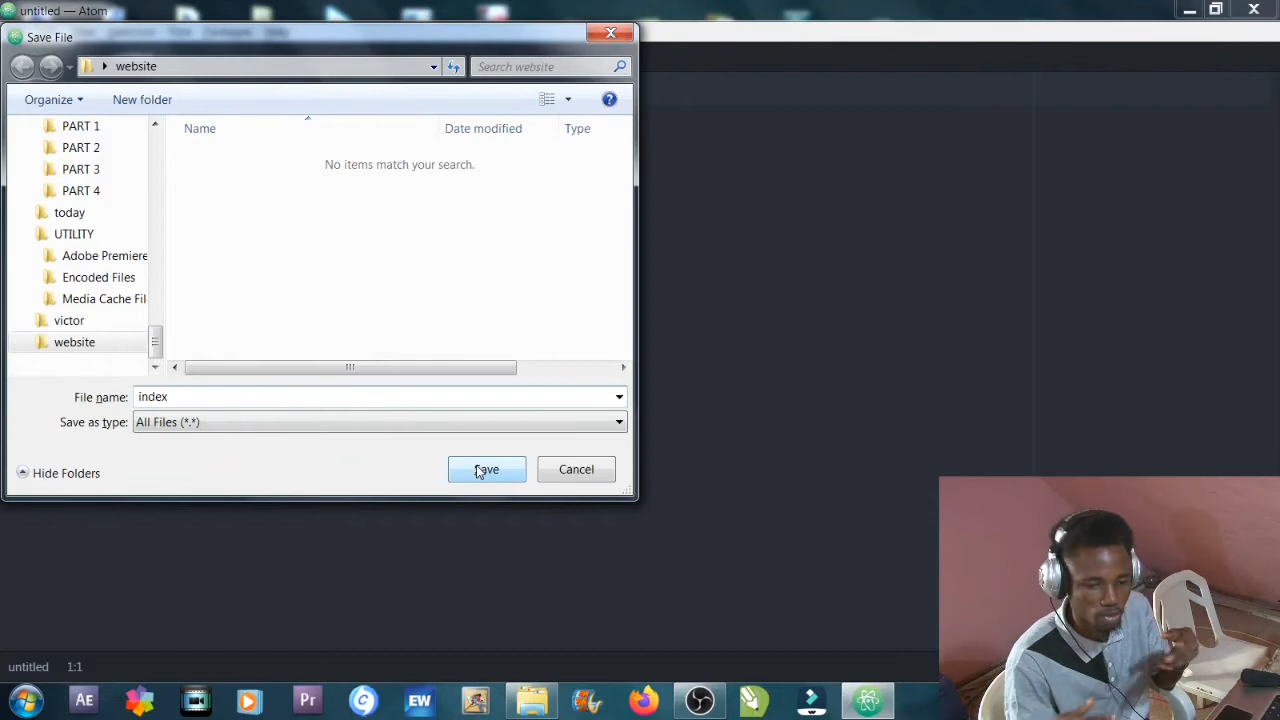 untitled — Atom
Save File
website
Search website
Organize
New folder
Name
Date modified
Type
No items match your search.
PART 1
PART 2
PART 3
PART 4
today
UTILITY
Adobe Premiere
Encoded Files
Media Cache Fil
victor
website
File name:
index
Save as type:
All Files (*.*)
Hide Folders
Save
Cancel
untitled
1:1
AE
Pr
EW